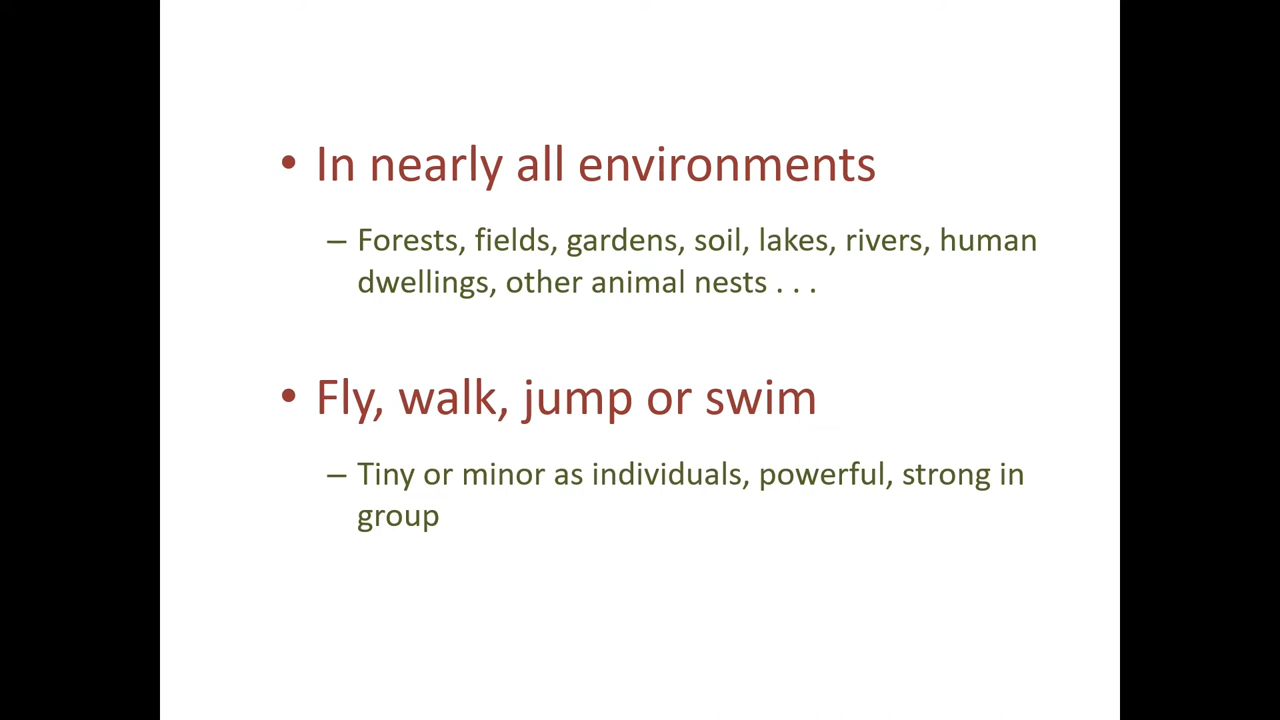 • In nearly all environments
– Forests, fields, gardens, soil, lakes, rivers, human
dwellings, other animal nests . . .
• Fly, walk, jump or swim
– Tiny or minor as individuals, powerful, strong in
group